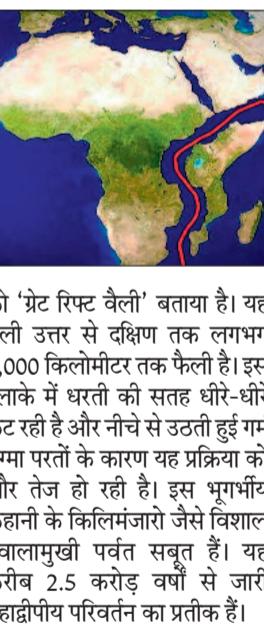 को ‘ग्रेट रिफ्ट वैली’ बताया है। यह
उत्तर से दक्षिण तक लगभग
किलोमीटर तक फैली है। इस
में धरती की सतह धीरे-धीरे
रही है और नीचे से उठती हुई
परतों के कारण यह प्रक्रिया को
और तेज हो रही है। इस भूगर्भीय
कहानी के किलिमंजारो जैसे विशाल
ज्वालामुखी पर्वत सबूत हैं। यह
करीब 2.5 करोड़ वर्षों से जारी
महाद्वीपीय परिवर्तन का प्रतीक हैं।